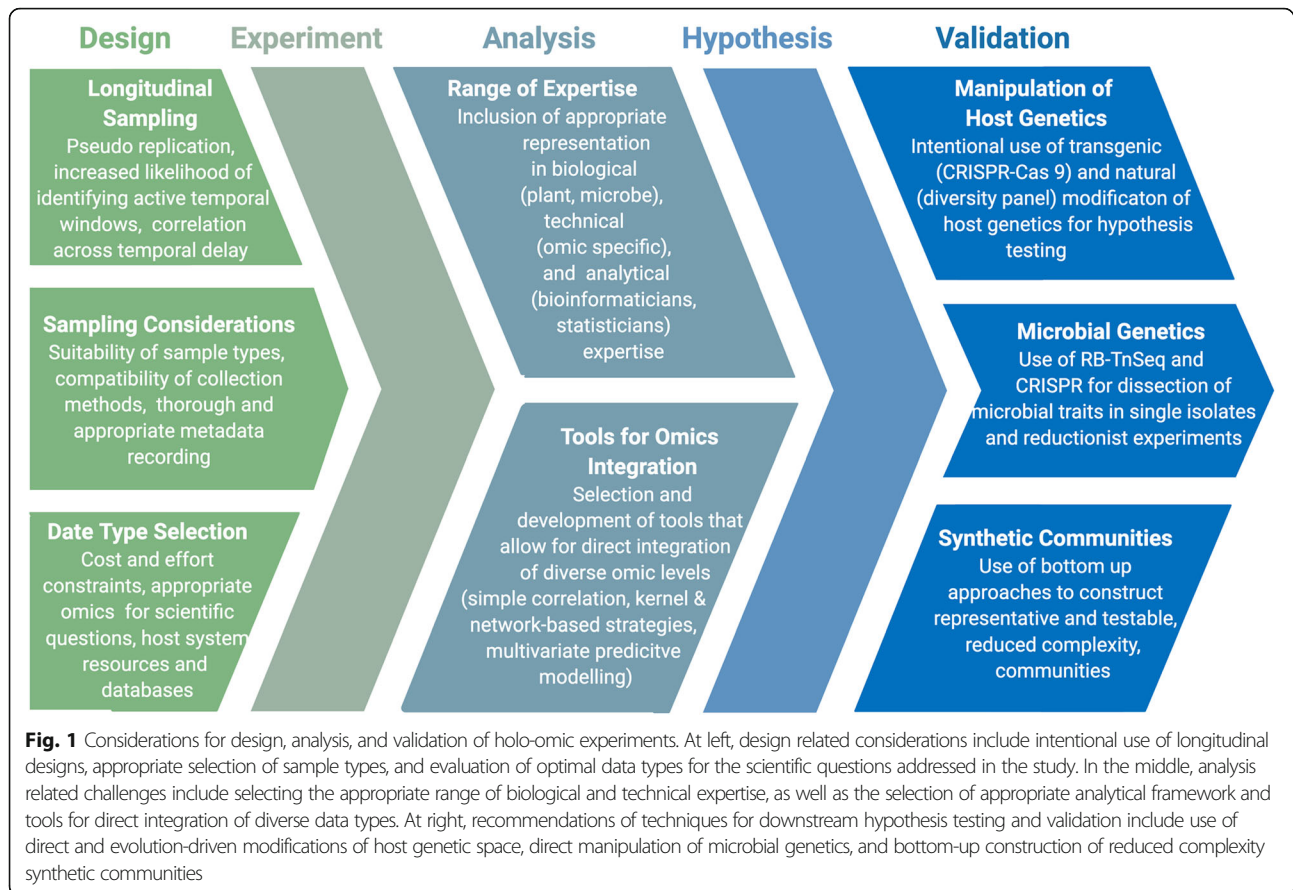 Design
Experiment
Analysis
Hypothesis
Validation
Longitudinal
Sampling
Pseudo replication,
increased likelihood of
identifying active temporal
windows, correlation
across temporal delay
Sampling Considerations
Suitability of sample types,
compatibility of collection
methods, thorough and
appropriate metadata
recording
Date Type Selection
Cost and effort
constraints, appropriate
omics for scientific
questions, host system
resources and
databases
Range of Expertise
Inclusion of appropriate
representation
in biological
(plant, microbe),
technical
(omic specific),
and analytical
(bioinformaticians,
statisticians)
expertise
Tools for Omics
Integration
Selection and
development of tools that
allow for direct integration
of diverse omic levels
(simple correlation, kernel &
network-based strategies,
multivariate predicitve
modelling)
Manipulation of
Host Genetics
Intentional use of transgenic
(CRISPR-Cas 9) and natural
(diversity panel) modificaton of
host genetics for hypothesis
testing
Microbial Genetics
Use of RB-TnSeq and
CRISPR for dissection of
microbial traits in single isolates
and reductionist experiments
Synthetic Communities
Use of bottom up
approaches to construct
representative and testable,
reduced complexity,
communities
Fig. 1 Considerations for design, analysis, and validation of holo-omic experiments. At left, design related considerations include intentional use of longitudinal
designs, appropriate selection of sample types, and evaluation of optimal data types for the scientific questions addressed in the study. In the middle, analysis
related challenges include selecting the appropriate range of biological and technical expertise, as well as the selection of appropriate analytical framework and
tools for direct integration of diverse data types. At right, recommendations of techniques for downstream hypothesis testing and validation include use of
direct and evolution-driven modifications of host genetic space, direct manipulation of microbial genetics, and bottom-up construction of reduced complexity
synthetic communities